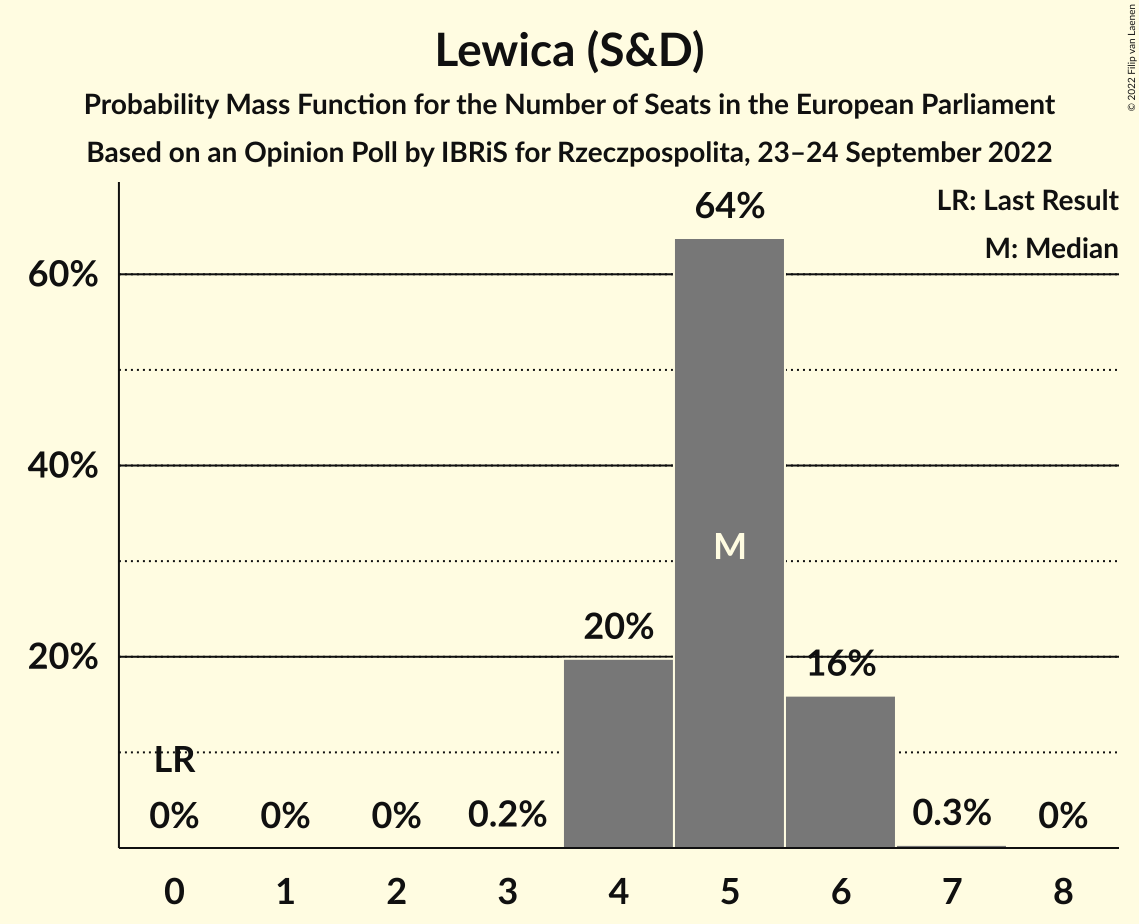 © 2022 Filip van Laenen
Lewica (S&D)
Probability Mass Function for the Number of Seats in the European Parliament
Based on an Opinion Poll by IBRiS for Rzeczpospolita, 23–24 September 2022
LR: Last Result
M: Median
64%
60%
40%
M
20%
20%
16%
LR
0%
0%
0%
0.2%
0.3%
0%
0 1 2 3 4 5 6 7 8